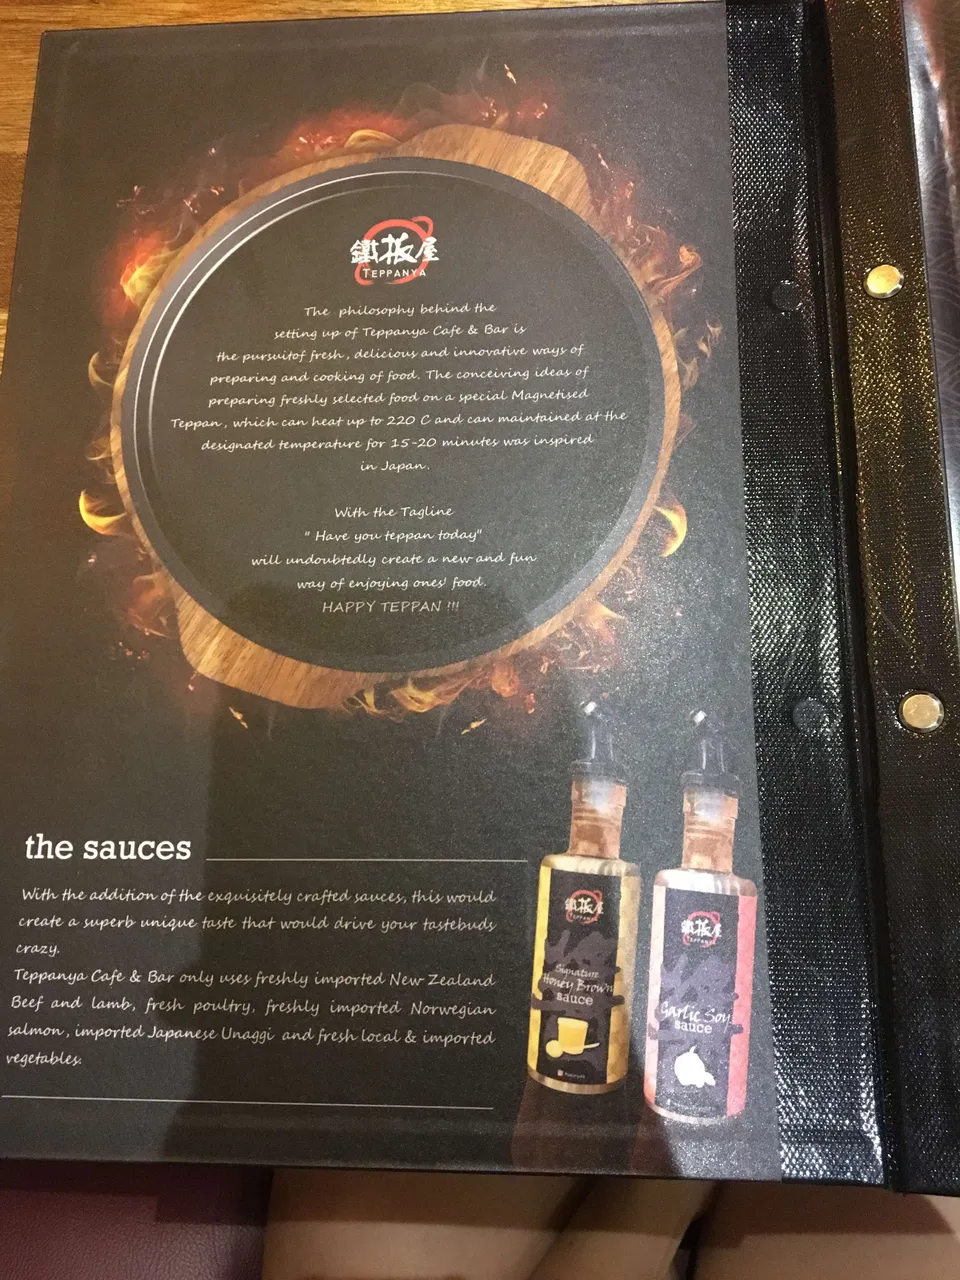 鐵板屋
TEPPANYA
The philosophy behind the
setting up of Teppanya Cafe & Bar is
the pursuitof fresh, delicious and innovative ways of
preparing and cooking of food. The conceiving ideas of
preparing freshly selected food on a special Magnetised
Teppan, which can heat up to 220 C and can maintained at the
designated temperature for 15-20 minutes was inspired
in Japan.
With the Tagline
" Have you teppan today"
will undoubtedly create a new and fun
way of enjoying ones' food.
HAPPY TEPPAN !!!
the sauces
With the addition of the exquisitely crafted sauces, this would
create a superb unique taste that would drive your tastebuds
crazy.
Teppanya Cafe & Bar only uses freshly imported New Zealand
Beef and lamb, fresh poultry, freshly imported Norwegian
salmon, imported Japanese Unaggi and fresh local & imported
vegetables.
鐵板屋
TEPPANYA
Signature
Honey Brown
sauce
鐵板屋
TEPPANYA
Garlic Soy
sauce